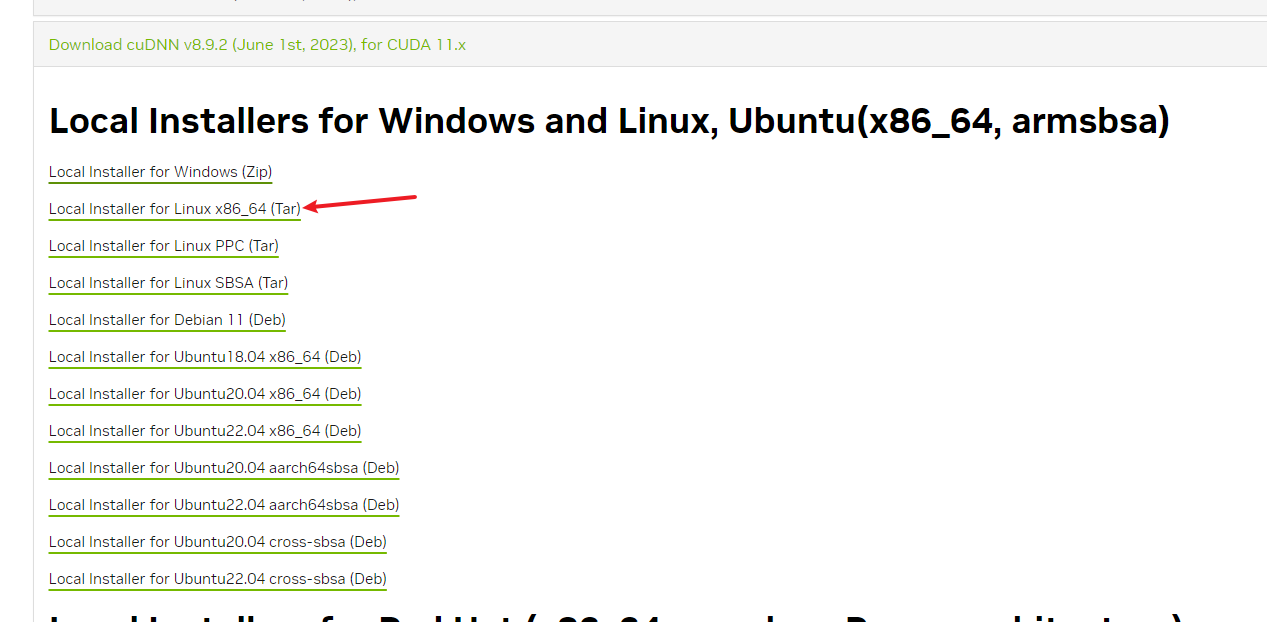 Download cuDNN v8.9.2 (June 1st, 2023), for CUDA 11.x
Local Installers for Windows and Linux, Ubuntu(x86_64, armsbsa)
Local Installer for Windows (Zip)
Local Installer for Linux x86_64 (Tar)
Local Installer for Linux PPC (Tar)
Local Installer for Linux SBSA (Tar)
Local Installer for Debian 11 (Deb)
Local Installer for Ubuntu18.04 x86_64 (Deb)
Local Installer for Ubuntu20.04 x86_64 (Deb)
Local Installer for Ubuntu22.04 x86_64 (Deb)
Local Installer for Ubuntu20.04 aarch64sbsa (Deb)
Local Installer for Ubuntu22.04 aarch64sbsa (Deb)
Local Installer for Ubuntu20.04 cross-sbsa (Deb)
Local Installer for Ubuntu22.04 cross-sbsa (Deb)